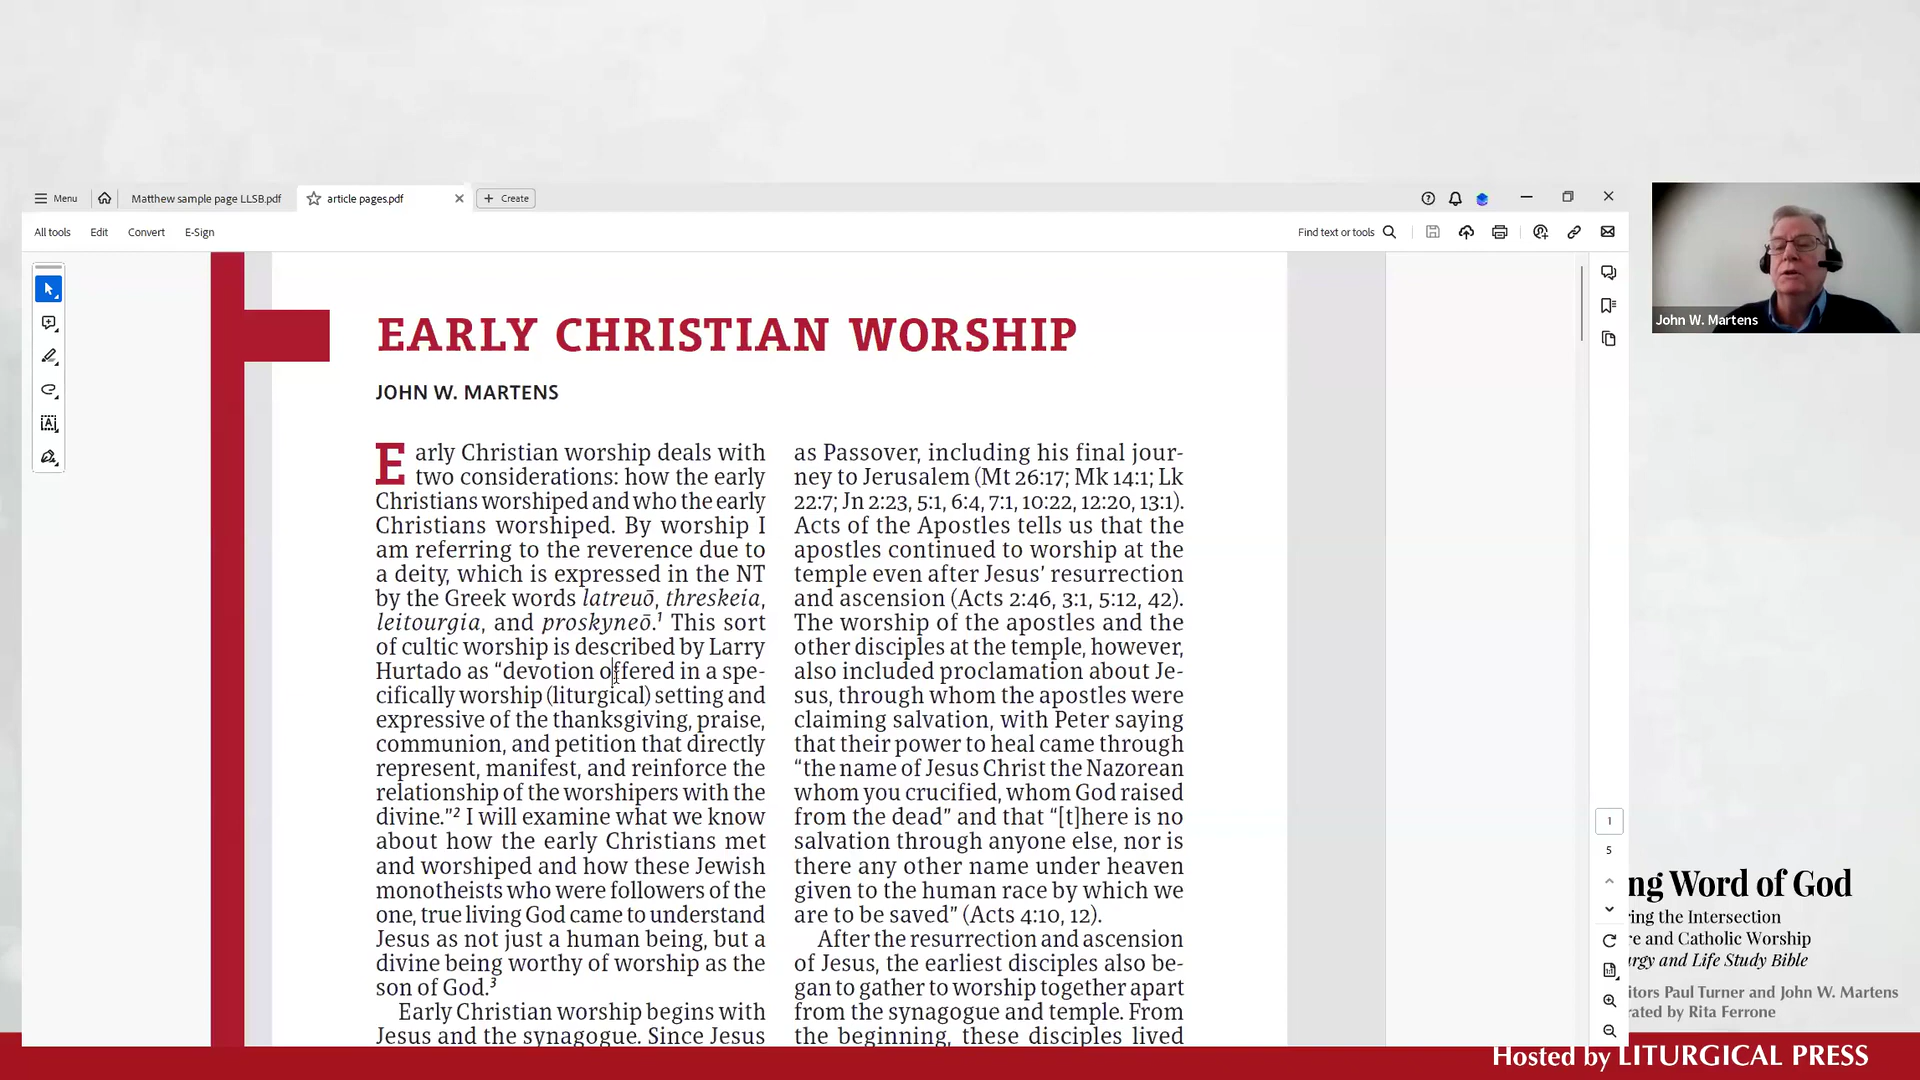 Menu
Matthew sample page LLSB.pdf
article pages.pdf
Create
All tools
Edit
Convert
E-Sign
Find text or tools
EARLY CHRISTIAN WORSHIP
JOHN W. MARTENS
Early Christian worship deals with
two considerations: how the early
Christians worshiped and who the early
Christians worshiped. By worship I
am referring to the reverence due to
a deity, which is expressed in the NT
by the Greek words latreuō, threskeia,
leitourgia, and proskyneō.¹ This sort
of cultic worship is described by Larry
Hurtado as “devotion offered in a spe-
cifically worship (liturgical) setting and
expressive of the thanksgiving, praise,
communion, and petition that directly
represent, manifest, and reinforce the
relationship of the worshipers with the
divine.”² I will examine what we know
about how the early Christians met
and worshiped and how these Jewish
monotheists who were followers of the
one, true living God came to understand
Jesus as not just a human being, but a
divine being worthy of worship as the
son of God.³
Early Christian worship begins with
Jesus and the synagogue. Since Jesus
as Passover, including his final jour-
ney to Jerusalem (Mt 26:17; Mk 14:1; Lk
22:7; Jn 2:23, 5:1, 6:4, 7:1, 10:22, 12:20, 13:1).
Acts of the Apostles tells us that the
apostles continued to worship at the
temple even after Jesus’ resurrection
and ascension (Acts 2:46, 3:1, 5:12, 42).
The worship of the apostles and the
other disciples at the temple, however,
also included proclamation about Je-
sus, through whom the apostles were
claiming salvation, with Peter saying
that their power to heal came through
“the name of Jesus Christ the Nazorean
whom you crucified, whom God raised
from the dead” and that “[t]here is no
salvation through anyone else, nor is
there any other name under heaven
given to the human race by which we
are to be saved” (Acts 4:10, 12).
After the resurrection and ascension
of Jesus, the earliest disciples also be-
gan to gather to worship together apart
from the synagogue and temple. From
the beginning, these disciples lived
1
5
John W. Martens
ng Word of God
ring the Intersection
re and Catholic Worship
urgy and Life Study Bible
itors Paul Turner and John W. Martens
rated by Rita Ferrone
Hosted by LITURGICAL PRESS